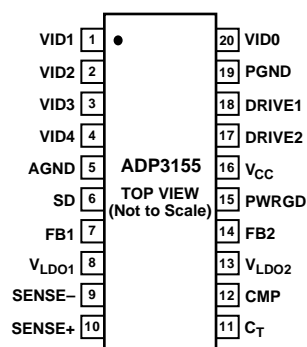 VID1 1
VID2 2
VID3 3
VID4 4
AGND 5
SD 6
FB1 7
VLDO1 8
SENSE– 9
SENSE+ 10
ADP3155
TOP VIEW
(Not to Scale)
20 VID0
19 PGND
18 DRIVE1
17 DRIVE2
16 VCC
15 PWRGD
14 FB2
13 VLDO2
12 CMP
11 CT